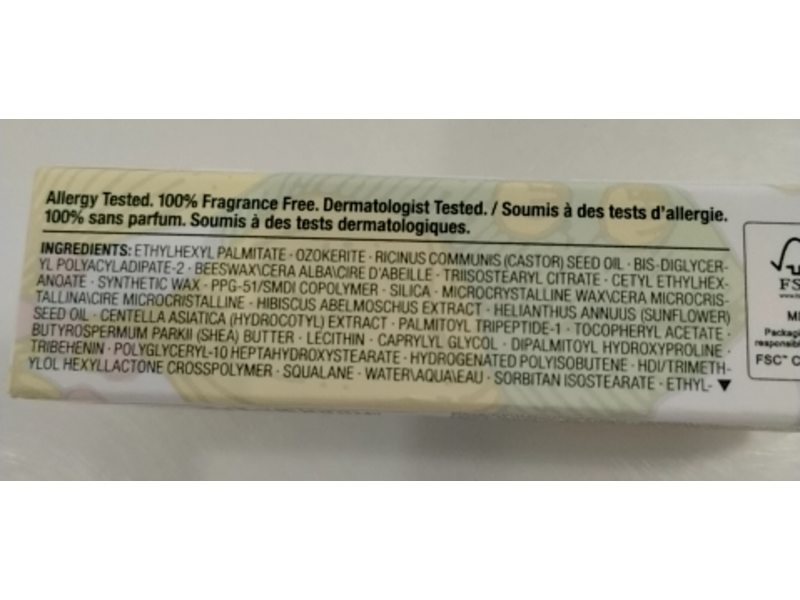 Allergy Tested. 100% Fragrance Free. Dermatologist Tested. / Soumis à des tests d'allergie.
100% sans parfum. Soumis à des tests dermatologiques.
INGREDIENTS: ETHYLHEXYL PALMITATE · OZOKERITE · RICINUS COMMUNIS (CASTOR) SEED OIL · BIS-DIGLYCER-
YL POLYACYLADIPATE-2 · BEESWAX\CERA ALBA\CIRE D'ABEILLE · TRIISOSTEARYL CITRATE · CETYL ETHYLHEX-
ANOATE · SYNTHETIC WAX · PPG-51/SMDI COPOLYMER · SILICA · MICROCRYSTALLINE WAX\CERA MICROCRIS-
TALLINA\CIRE MICROCRISTALLINE · HIBISCUS ABELMOSCHUS EXTRACT · HELIANTHUS ANNUUS (SUNFLOWER)
SEED OIL · CENTELLA ASIATICA (HYDROCOTYL) EXTRACT · PALMITOYL TRIPEPTIDE-1 · TOCOPHERYL ACETATE ·
BUTYROSPERMUM PARKII (SHEA) BUTTER · LECITHIN · CAPRYLYL GLYCOL · DIPALMITOYL HYDROXYPROLINE ·
TRIBEHENIN · POLYGLYCERYL-10 HEPTAHYDROXYSTEARATE · HYDROGENATED POLYISOBUTENE · HDI/TRIMETH-
YLOL HEXYLLACTONE CROSSPOLYMER · SQUALANE · WATER\AQUA\EAU · SORBITAN ISOSTEARATE · ETHYL- ▼
FS
MI
Packagi
responsibl
FSC™ C